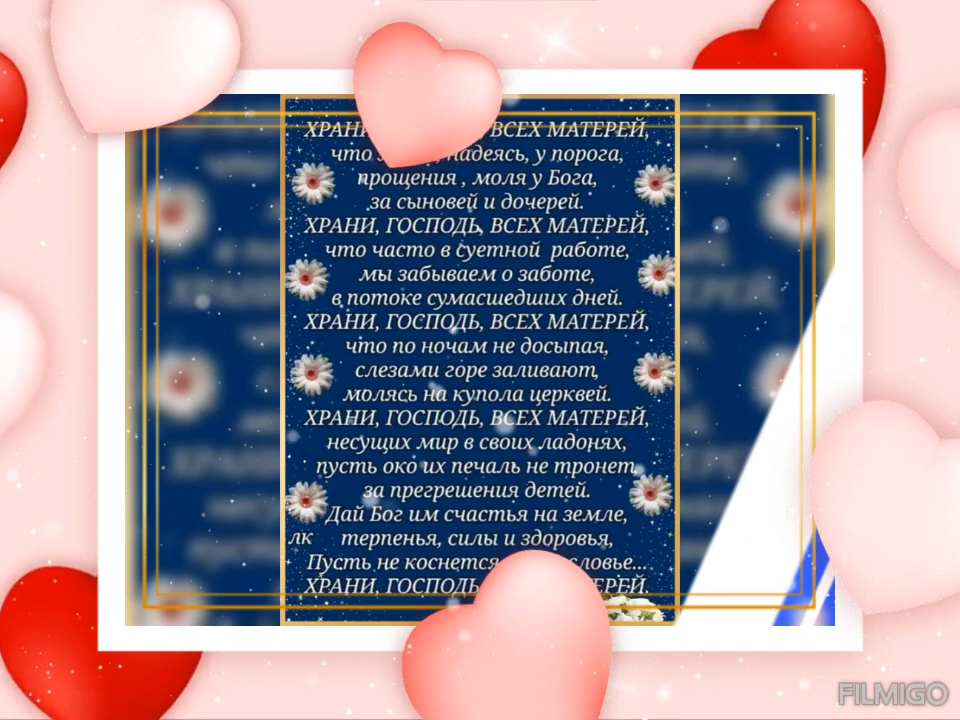 ХРАНИ ВСЕХ МАТЕРЕЙ,
что надеясь, у порога,
прощения , моля у Бога,
за сыновей и дочерей.
ХРАНИ, ГОСПОДЬ, ВСЕХ МАТЕРЕЙ,
что часто в суетной работе,
мы забываем о заботе,
в потоке сумасшедших дней.
ХРАНИ, ГОСПОДЬ, ВСЕХ МАТЕРЕЙ,
что по ночам не досыпая,
слезами горе заливают,
молясь на купола церквей.
ХРАНИ, ГОСПОДЬ, ВСЕХ МАТЕРЕЙ,
несущих мир в своих ладонях,
пусть око их печаль не тронет,
за прегрешения детей.
Дай Бог им счастья на земле,
лк терпенья, силы и здоровья,
Пусть не коснется словье...
ХРАНИ, ГОСПОДЬ ТЕРЕЙ.
FILMIGO